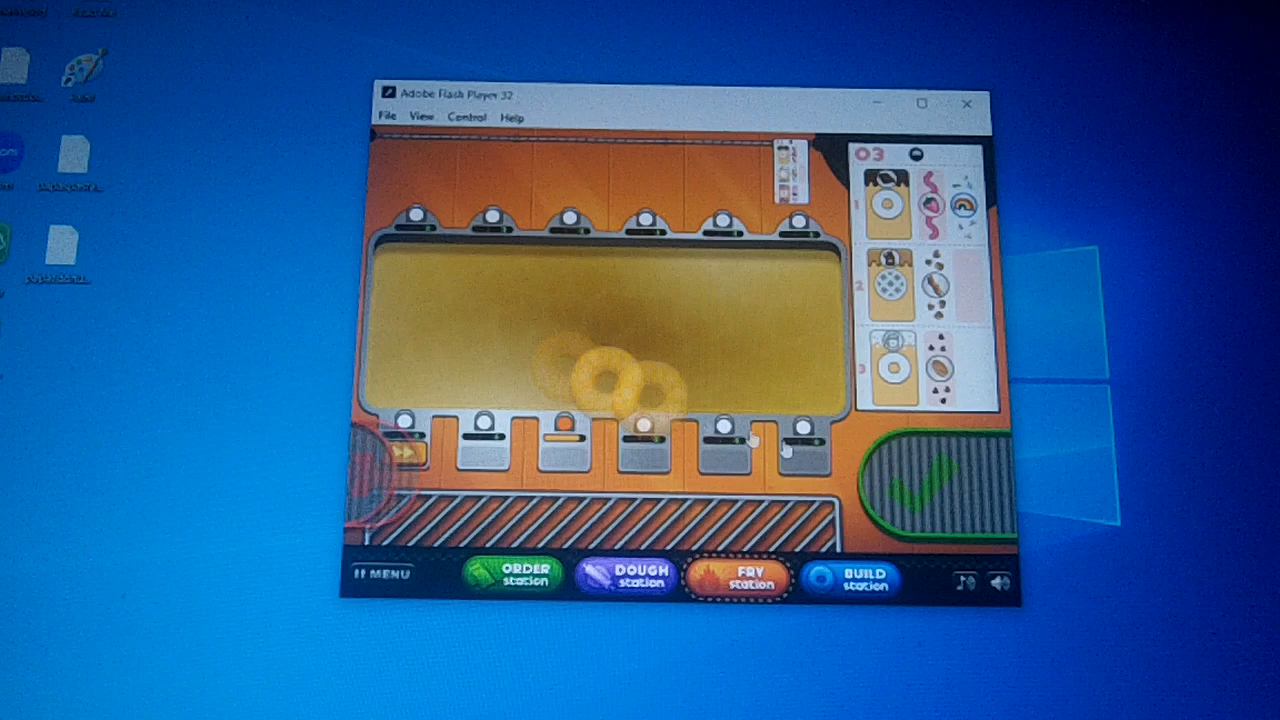 Adobe Flash Player 32
File View Control Help
03
1
2
3
MENU
ORDER
station
DOUGH
station
FRY
station
BUILD
station